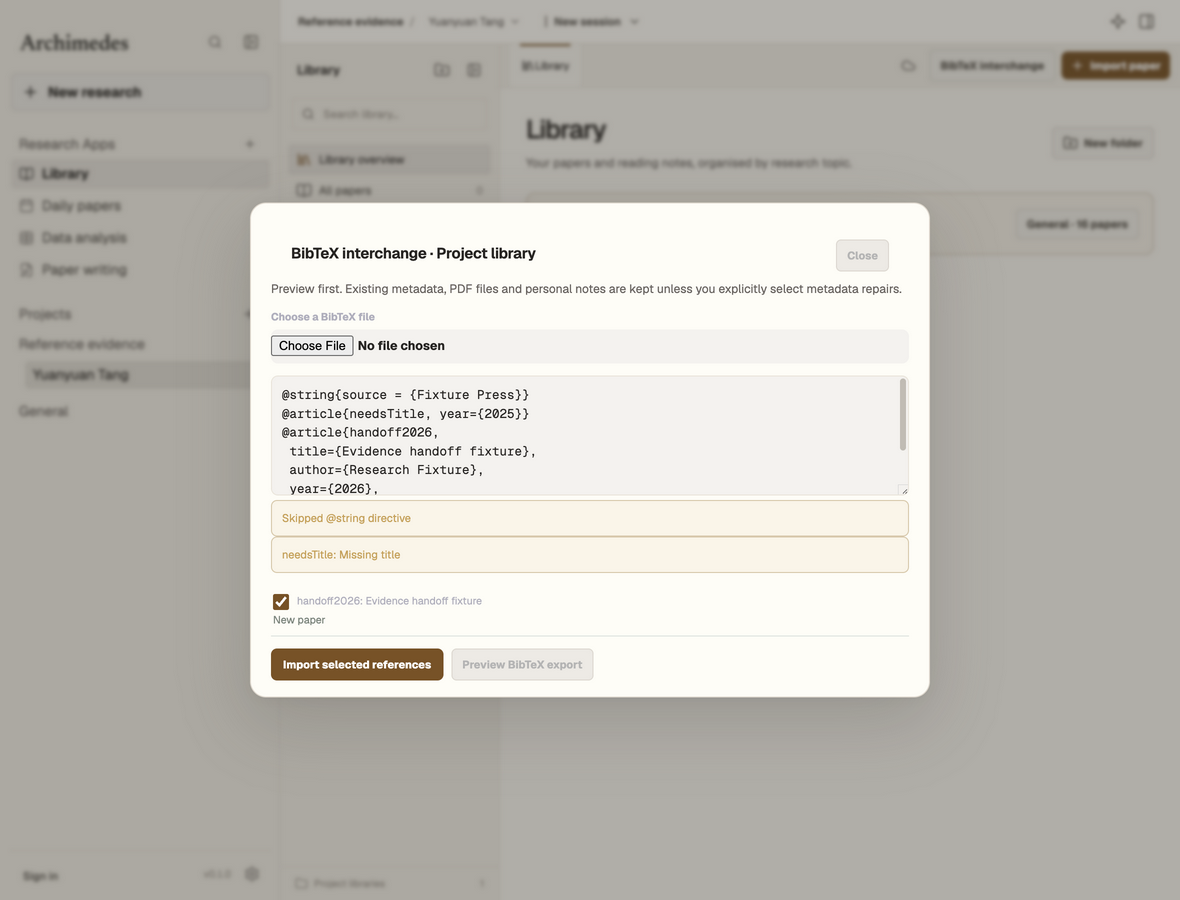 Archimedes
New research
Research Apps
Library
Daily papers
Data analysis
Paper writing
Projects
Reference evidence
Yuanyuan Tang
General
Sign in
v0.1.0
Reference evidence / Yuanyuan Tang
New session
Library
Search library...
Library overview
All papers 0
Project libraries
Library
BibTeX interchange
+ Import paper
Library
Your papers and reading notes, organised by research topic.
New folder
General · 16 papers
BibTeX interchange · Project library
Close
Preview first. Existing metadata, PDF files and personal notes are kept unless you explicitly select metadata repairs.
Choose a BibTeX file
Choose File No file chosen
@string{source = {Fixture Press}}
@article{needsTitle, year={2025}}
@article{handoff2026,
title={Evidence handoff fixture},
author={Research Fixture},
year={2026},
Skipped @string directive
needsTitle: Missing title
handoff2026: Evidence handoff fixture
New paper
Import selected references
Preview BibTeX export